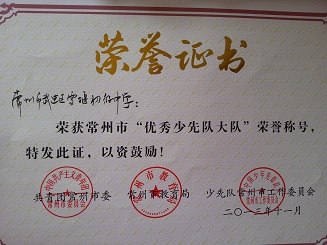 荣誉证书
常州市武进区雪堰初级中学：
荣获常州市“优秀少先队大队”荣誉称号，
特发此证，以资鼓励！
共青团常州市委 常州市教育局 少先队常州市工作委员会
二〇一三年十一月